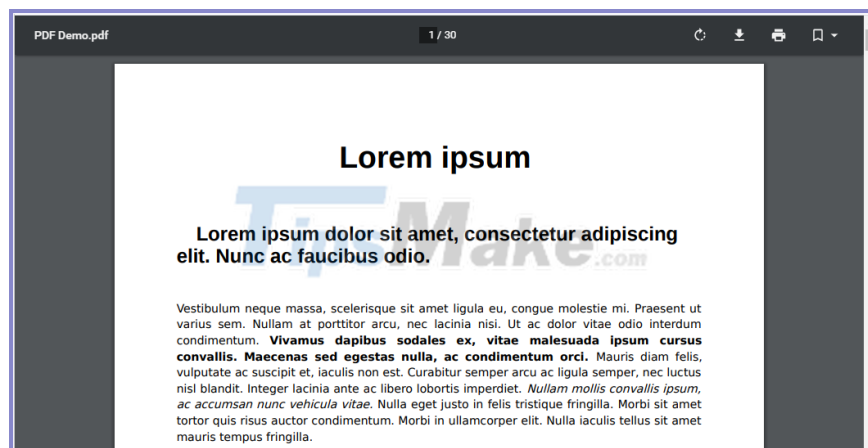 PDF Demo.pdf
1 / 30
Lorem ipsum
TipsMake.com
Lorem ipsum dolor sit amet, consectetur adipiscing
elit. Nunc ac faucibus odio.
Vestibulum neque massa, scelerisque sit amet ligula eu, congue molestie mi. Praesent ut
varius sem. Nullam at porttitor arcu, nec lacinia nisi. Ut ac dolor vitae odio interdum
condimentum. Vivamus dapibus sodales ex, vitae malesuada ipsum cursus
convallis. Maecenas sed egestas nulla, ac condimentum orci. Mauris diam felis,
vulputate ac suscipit et, iaculis non est. Curabitur semper arcu ac ligula semper, nec luctus
nisl blandit. Integer lacinia ante ac libero lobortis imperdiet. Nullam mollis convallis ipsum,
ac accumsan nunc vehicula vitae. Nulla eget justo in felis tristique fringilla. Morbi sit amet
tortor quis risus auctor condimentum. Morbi in ullamcorper elit. Nulla iaculis tellus sit amet
mauris tempus fringilla.